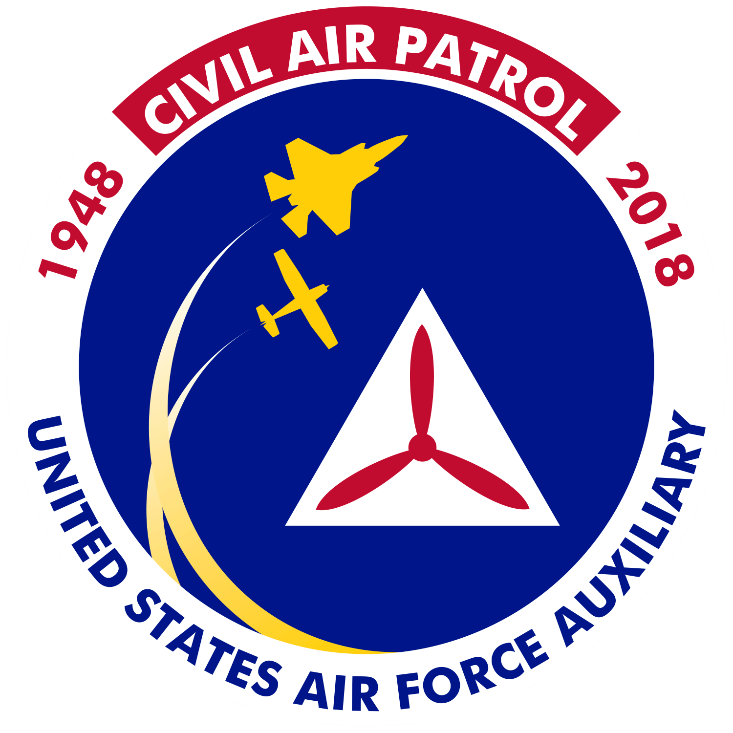 CIVIL AIR PATROL
1948
2018
UNITED STATES AIR FORCE AUXILIARY